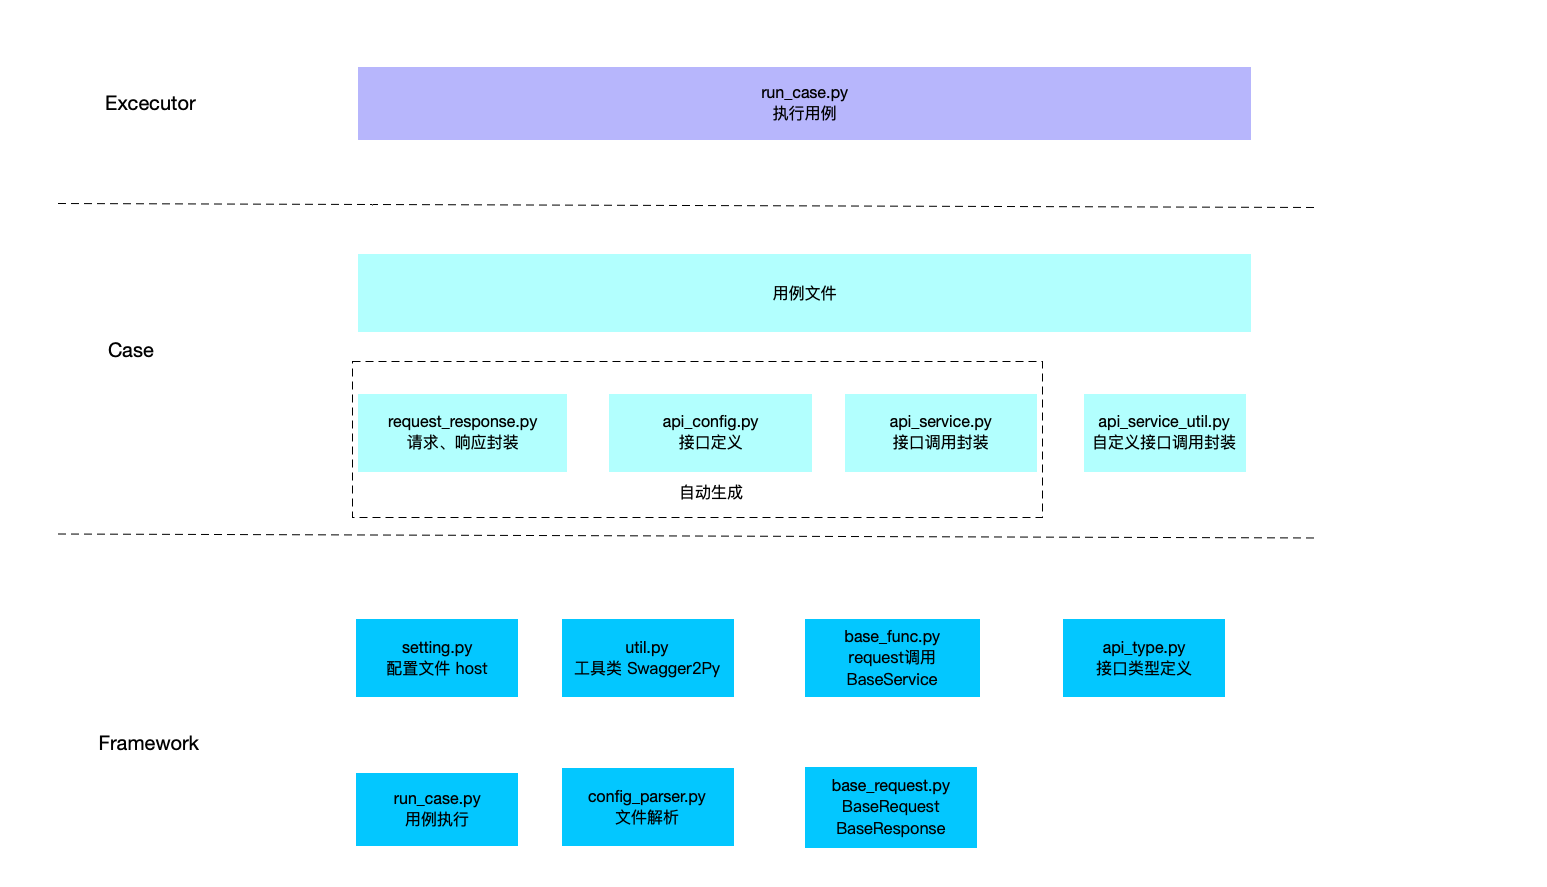 Excecutor
run_case.py
执行用例
用例文件
Case
request_response.py
请求、响应封装
api_config.py
接口定义
api_service.py
接口调用封装
api_service_util.py
自定义接口调用封装
自动生成
setting.py
配置文件 host
util.py
工具类 Swagger2Py
base_func.py
request调用
BaseService
api_type.py
接口类型定义
Framework
run_case.py
用例执行
config_parser.py
文件解析
base_request.py
BaseRequest
BaseResponse